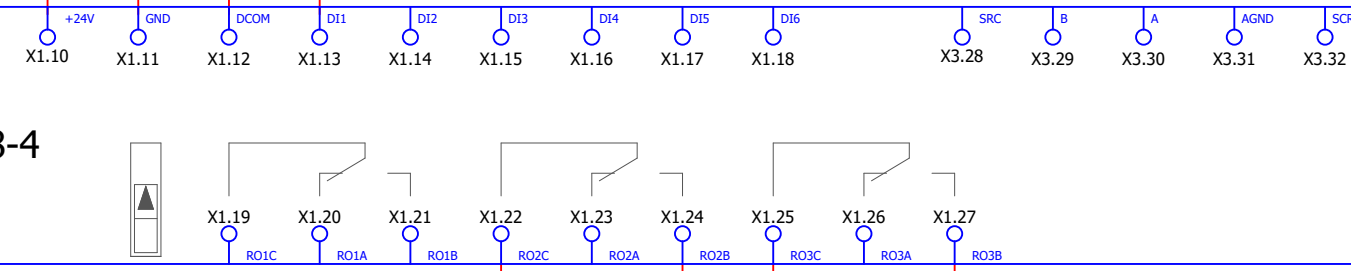 +24V GND DCOM DI1 DI2 DI3 DI4 DI5 DI6 SRC B A AGND
X1.10 X1.11 X1.12 X1.13 X1.14 X1.15 X1.16 X1.17 X1.18 X3.28 X3.29 X3.30 X3.31 X3.32
-4
X1.19 X1.20 X1.21 X1.22 X1.23 X1.24 X1.25 X1.26 X1.27
RO1C RO1A RO1B RO2C RO2A RO2B RO3C RO3A RO3B